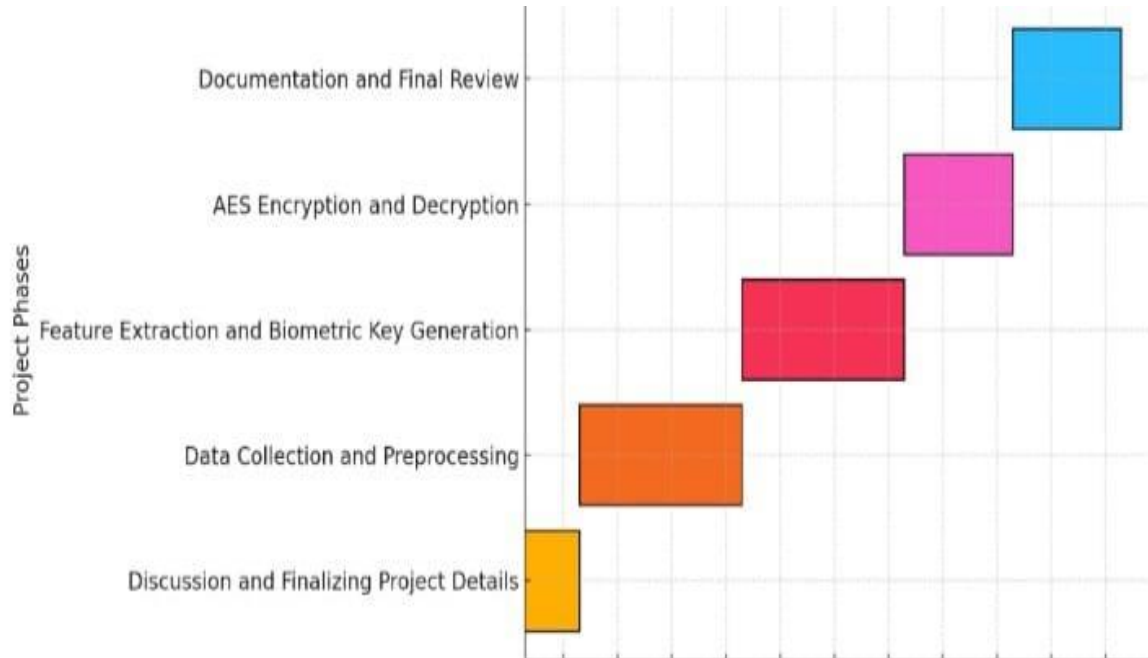 Project Phases
Documentation and Final Review
AES Encryption and Decryption
Feature Extraction and Biometric Key Generation
Data Collection and Preprocessing
Discussion and Finalizing Project Details